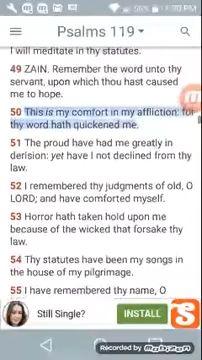 11:70 PM
Psalms 119
I will meditate in thy statutes.
49 ZAIN. Remember the word unto thy
servant, upon which thou hast caused
me to hope.
50 This is my comfort in my affliction: for
thy word hath quickened me.
51 The proud have had me greatly in
derision: yet have I not declined from thy
law.
52 I remembered thy judgments of old, O
LORD; and have comforted myself.
53 Horror hath taken hold upon me
because of the wicked that forsake thy
law.
54 Thy statutes have been my songs in
the house of my pilgrimage.
55 I have remembered thy name, O
Still Single?
INSTALL
S
RECORDED BY Mobizen